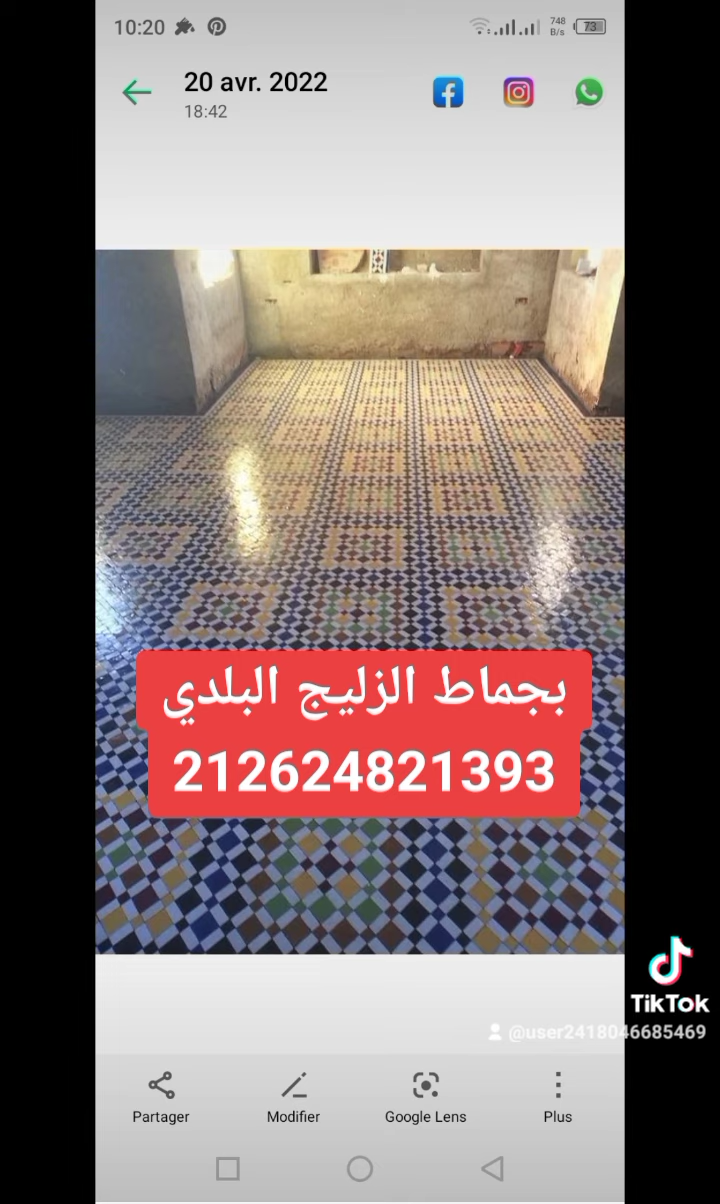 10:20
748
B/s
73
20 avr. 2022
18:42
بجماط الزليج البلدي
212624821393
TikTok
@user2418046685469
Partager
Modifier
Google Lens
Plus